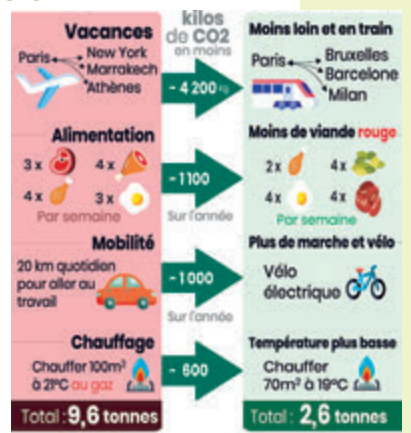 kilos
de CO2
en moins
Vacances
Paris
New York
Marrakech
Athènes
- 4 200 kg
Moins loin et en train
Paris
Bruxelles
Barcelone
Milan
Alimentation
3 x
4 x
4 x
3 x
Par semaine
- 1100
Sur l'année
Moins de viande rouge
2 x
4 x
4 x
4 x
Par semaine
Mobilité
20 km quotidien
pour aller au
travail
- 1 000
Sur l'année
Plus de marche et vélo
Vélo
électrique
Chauffage
Chauffer 100m²
à 21°C au gaz
- 600
Température plus basse
Chauffer
70m² à 19°C
Total : 9,6 tonnes
Total : 2,6 tonnes